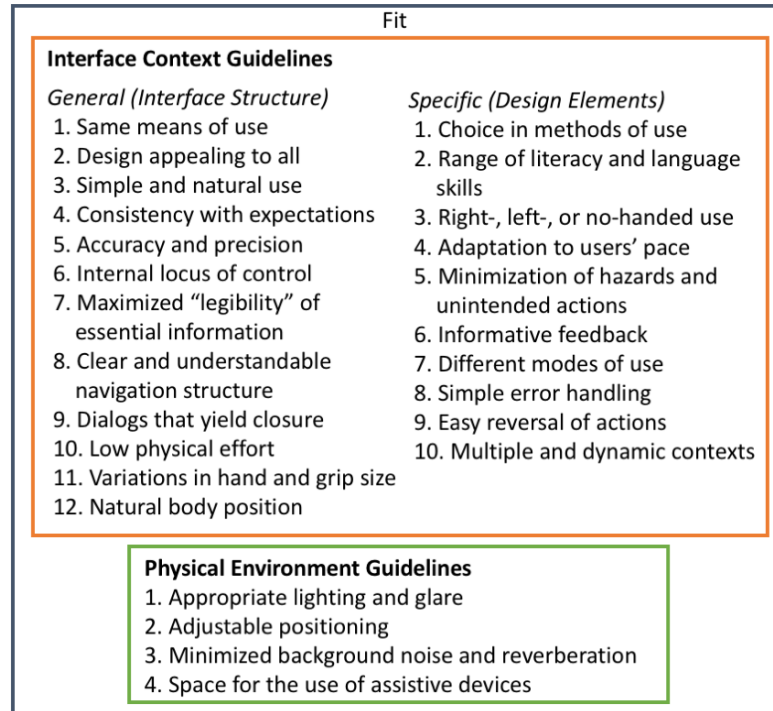 Fit
Interface Context Guidelines
General (Interface Structure)
1. Same means of use
2. Design appealing to all
3. Simple and natural use
4. Consistency with expectations
5. Accuracy and precision
6. Internal locus of control
7. Maximized “legibility” of
essential information
8. Clear and understandable
navigation structure
9. Dialogs that yield closure
10. Low physical effort
11. Variations in hand and grip size
12. Natural body position
Specific (Design Elements)
1. Choice in methods of use
2. Range of literacy and language
skills
3. Right-, left-, or no-handed use
4. Adaptation to users’ pace
5. Minimization of hazards and
unintended actions
6. Informative feedback
7. Different modes of use
8. Simple error handling
9. Easy reversal of actions
10. Multiple and dynamic contexts
Physical Environment Guidelines
1. Appropriate lighting and glare
2. Adjustable positioning
3. Minimized background noise and reverberation
4. Space for the use of assistive devices